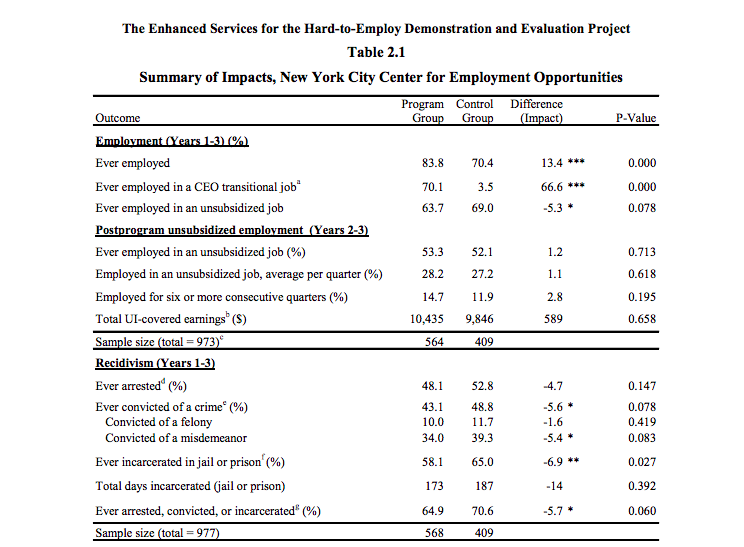 The Enhanced Services for the Hard-to-Employ Demonstration and Evaluation Project
Table 2.1
Summary of Impacts, New York City Center for Employment Opportunities
Program Control Difference
Outcome Group Group (Impact) P-Value
Employment (Years 1-3) (%)
Ever employed 83.8 70.4 13.4 *** 0.000
Ever employed in a CEO transitional job^a 70.1 3.5 66.6 *** 0.000
Ever employed in an unsubsidized job 63.7 69.0 -5.3 * 0.078
Postprogram unsubsidized employment (Years 2-3)
Ever employed in an unsubsidized job (%) 53.3 52.1 1.2 0.713
Employed in an unsubsidized job, average per quarter (%) 28.2 27.2 1.1 0.618
Employed for six or more consecutive quarters (%) 14.7 11.9 2.8 0.195
Total UI-covered earnings^b ($) 10,435 9,846 589 0.658
Sample size (total = 973)^c 564 409
Recidivism (Years 1-3)
Ever arrested^d (%) 48.1 52.8 -4.7 0.147
Ever convicted of a crime^e (%) 43.1 48.8 -5.6 * 0.078
Convicted of a felony 10.0 11.7 -1.6 0.419
Convicted of a misdemeanor 34.0 39.3 -5.4 * 0.083
Ever incarcerated in jail or prison^f (%) 58.1 65.0 -6.9 ** 0.027
Total days incarcerated (jail or prison) 173 187 -14 0.392
Ever arrested, convicted, or incarcerated^g (%) 64.9 70.6 -5.7 * 0.060
Sample size (total = 977) 568 409